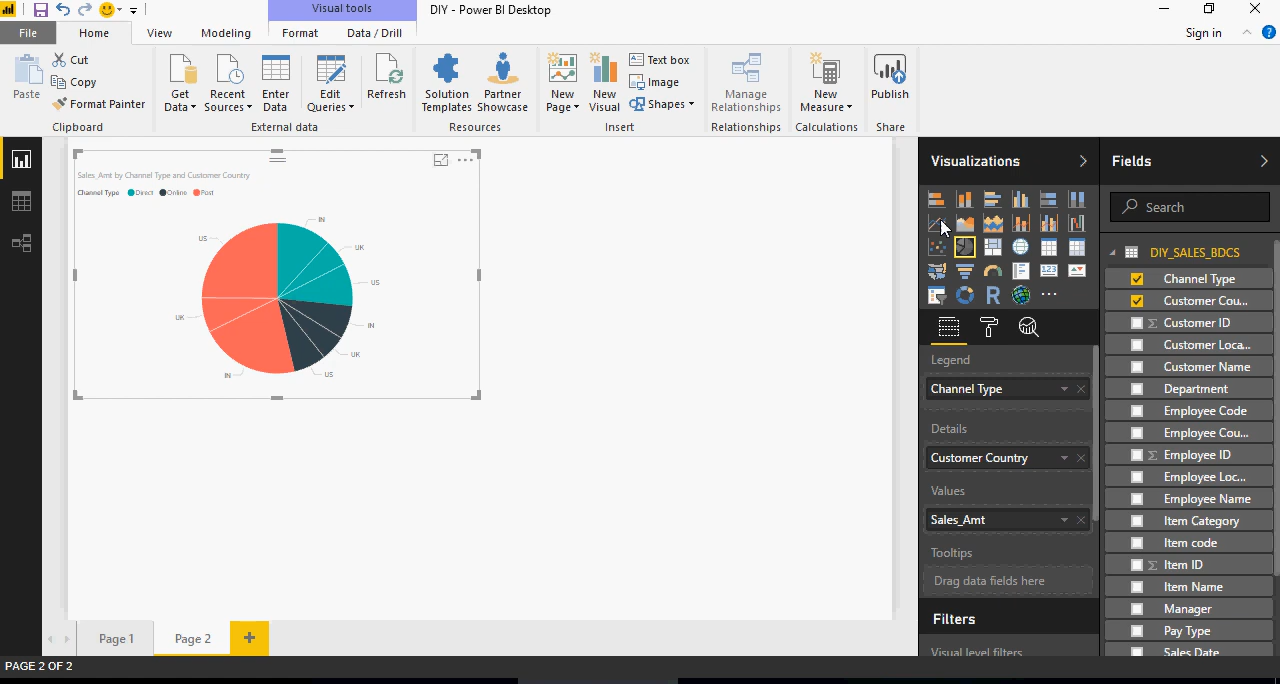 Visual tools
DIY - Power BI Desktop
File
Home
View
Modeling
Format
Data / Drill
Sign in
?
Paste
Cut
Copy
Format Painter
Clipboard
Get Data
Recent Sources
Enter Data
Edit Queries
Refresh
External data
Solution Templates
Partner Showcase
Resources
New Page
New Visual
Text box
Image
Shapes
Insert
Manage Relationships
Relationships
New Measure
Calculations
Publish
Share
Sales_Amt by Channel Type and Customer Country
Channel Type Direct Online Post
IN
UK
US
IN
UK
US
IN
UK
US
Page 1
Page 2
+
PAGE 2 OF 2
Visualizations
123
R
Legend
Channel Type
Details
Customer Country
Values
Sales_Amt
Tooltips
Drag data fields here
Filters
Visual level filters
Fields
Search
DIY_SALES_BDCS
Channel Type
Customer Cou...
Σ Customer ID
Customer Loca...
Customer Name
Department
Employee Code
Employee Cou...
Σ Employee ID
Employee Loc...
Employee Name
Item Category
Item code
Σ Item ID
Item Name
Manager
Pay Type
Sales Date